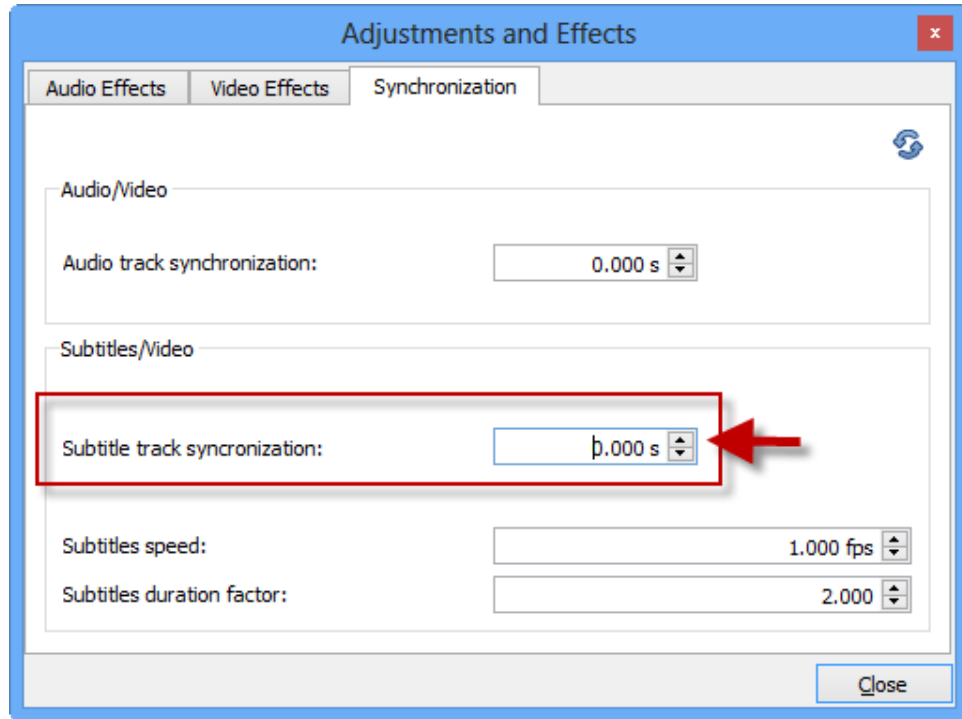 Adjustments and Effects
x
Audio Effects Video Effects Synchronization
Audio/Video
Audio track synchronization: 0.000 s
Subtitles/Video
Subtitle track syncronization: 0.000 s
Subtitles speed: 1.000 fps
Subtitles duration factor: 2.000
Close